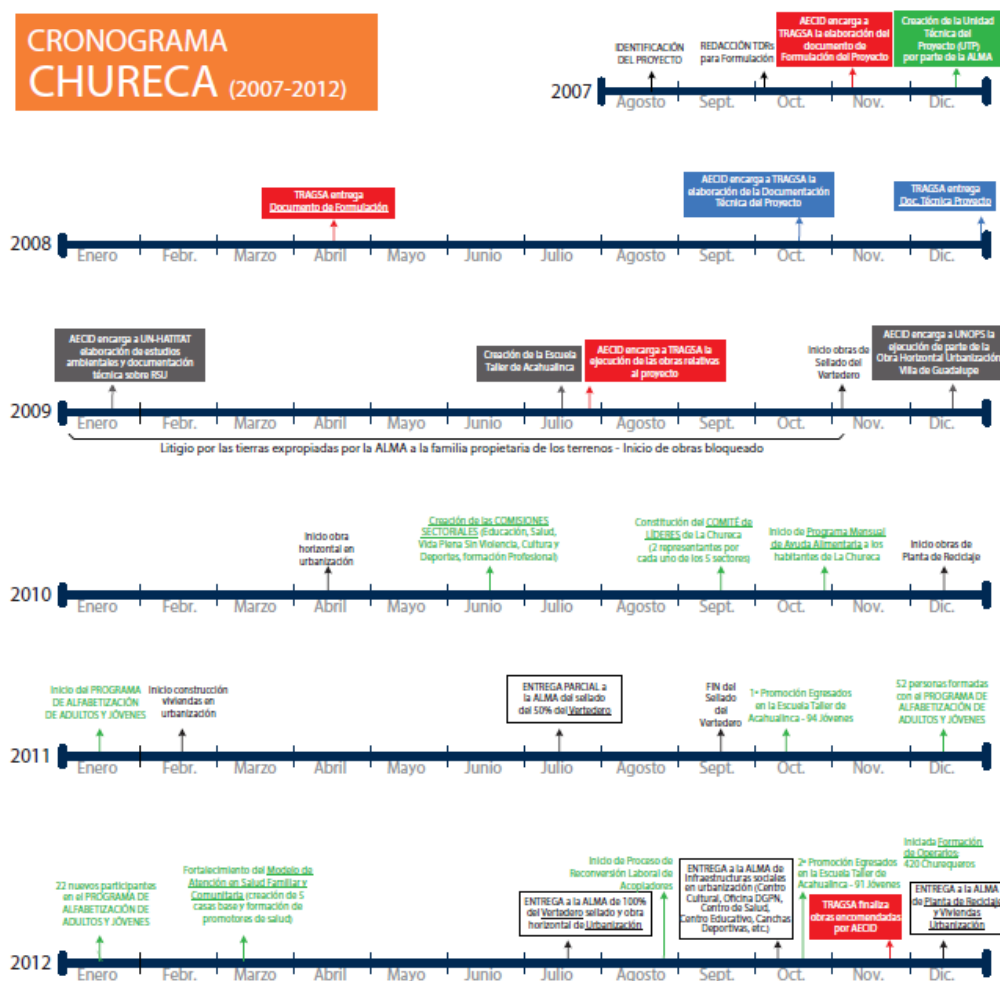 CRONOGRAMA
CHURECA (2007-2012)
IDENTIFICACIÓN
DEL PROYECTO
REDACCIÓN TDRs
para Formulación
AECID encarga a
TRAGSA la elaboración del
documento de
Formulación del Proyecto
Creación de la Unidad
Técnica del
Proyecto (UTP)
por parte de la ALMA
2007
Agosto Sept. Oct. Nov. Dic.
TRAGSA entrega
Documento de Formulación
AECID encarga a TRAGSA la
elaboración de la Documentación
Técnica del Proyecto
TRAGSA entrega
Doc. Técnica Proyecto
2008
Enero Febr. Marzo Abril Mayo Junio Julio Agosto Sept. Oct. Nov. Dic.
AECID encarga a UN-HATITAT
elaboración de estudios
ambientales y documentación
técnica sobre RSU
Creación de la Escuela
Taller de Acahualinca
AECID encarga a TRAGSA la
ejecución de las obras relativas
al proyecto
Inicio obras de
Sellado del
Vertedero
AECID encarga a UNOPS la
ejecución de parte de la
Obra Horizontal Urbanización
Villa de Guadalupe
2009
Enero Febr. Marzo Abril Mayo Junio Julio Agosto Sept. Oct. Nov. Dic.
Litigio por las tierras expropiadas por la ALMA a la familia propietaria de los terrenos - Inicio de obras bloqueado
Inicio obra
horizontal en
urbanización
Creación de las COMISIONES
SECTORIALES (Educación, Salud,
Vida Plena Sin Violencia, Cultura y
Deportes, formación Profesional)
Constitución del COMITÉ de
LÍDERES de La Chureca
(2 representantes por
cada uno de los 5 sectores)
Inicio de Programa Mensual
de Ayuda Alimentaria a los
habitantes de La Chureca
Inicio obras de
Planta de Reciclaje
2010
Enero Febr. Marzo Abril Mayo Junio Julio Agosto Sept. Oct. Nov. Dic.
Inicio del PROGRAMA
DE ALFABETIZACIÓN
DE ADULTOS Y JÓVENES
Inicio construcción
viviendas en
urbanización
ENTREGA PARCIAL a
la ALMA del sellado
del 50% del Vertedero
FIN del
Sellado
del
Vertedero
1ª Promoción Egresados
en la Escuela Taller de
Acahualinca - 94 Jóvenes
52 personas formadas
con el PROGRAMA DE
ALFABETIZACIÓN DE
ADULTOS Y JÓVENES
2011
Enero Febr. Marzo Abril Mayo Junio Julio Agosto Sept. Oct. Nov. Dic.
22 nuevos participantes
en el PROGRAMA DE
ALFABETIZACIÓN DE
ADULTOS Y JÓVENES
Fortalecimiento del Modelo de
Atención en Salud Familiar y
Comunitaria (creación de 5
casas base y formación de
promotores de salud)
ENTREGA a la ALMA de 100%
del Vertedero sellado y obra
horizontal de Urbanización
Inicio de Proceso de
Reconversión Laboral de
Acopiadores
ENTREGA a la ALMA de
Infraestructuras sociales
en urbanización (Centro
Cultural, Oficina DGPN,
Centro de Salud,
Centro Educativo, Canchas
Deportivas, etc.)
2ª Promoción Egresados
en la Escuela Taller de
Acahualinca - 91 Jóvenes
TRAGSA finaliza
obras encomendadas
por AECID
Iniciada Formación
de Operarios:
420 Churequeros
ENTREGA a la ALMA
de Planta de Reciclaje
y Viviendas
Urbanización
2012
Enero Febr. Marzo Abril Mayo Junio Julio Agosto Sept. Oct. Nov. Dic.